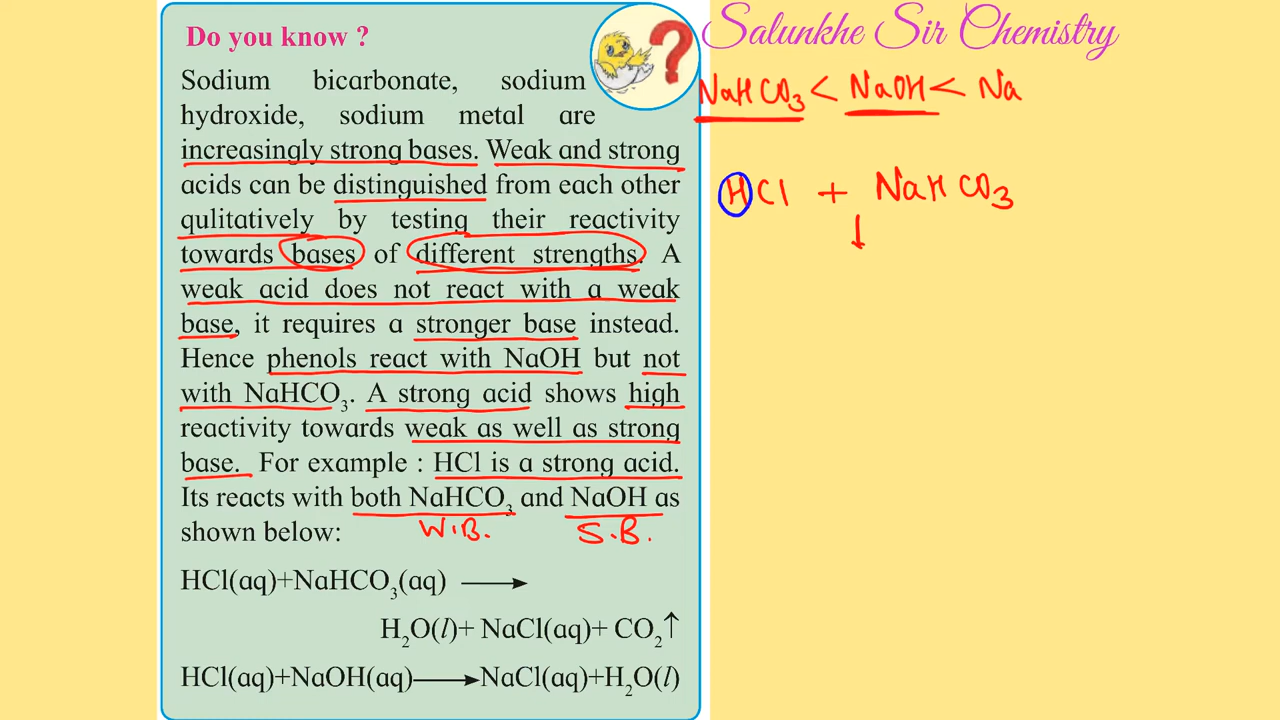 Do you know ?
Sodium bicarbonate, sodium
hydroxide, sodium metal are
increasingly strong bases. Weak and strong
acids can be distinguished from each other
qulitatively by testing their reactivity
towards bases of different strengths. A
weak acid does not react with a weak
base, it requires a stronger base instead.
Hence phenols react with NaOH but not
with NaHCO₃. A strong acid shows high
reactivity towards weak as well as strong
base. For example : HCl is a strong acid.
Its reacts with both NaHCO₃ and NaOH as
shown below:
W.B. S.B.
HCl(aq)+NaHCO₃(aq) ⟶
H₂O(l)+ NaCl(aq)+ CO₂↑
HCl(aq)+NaOH(aq)⟶NaCl(aq)+H₂O(l)
?
Salunkhe Sir Chemistry
NaHCO₃ < NaOH < Na
HCl + NaHCO₃
↓